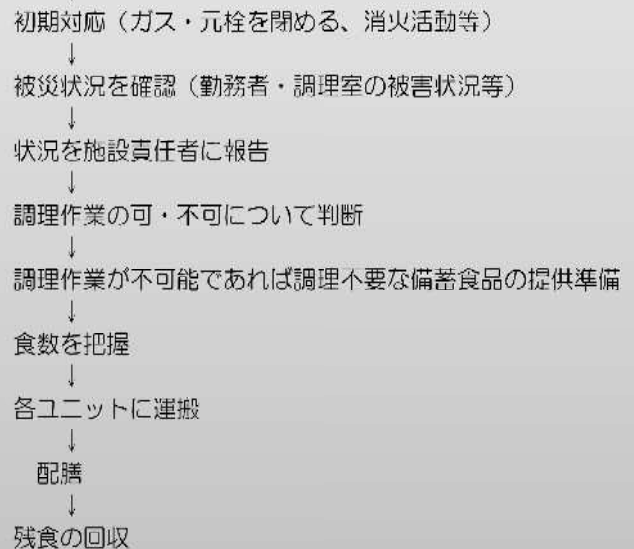 初期対応（ガス・元栓を閉める、消火活動等）
↓
被災状況を確認（勤務者・調理室の被害状況等）
↓
状況を施設責任者に報告
↓
調理作業の可・不可について判断
↓
調理作業が不可能であれば調理不要な備蓄食品の提供準備
↓
食数を把握
↓
各ユニットに運搬
↓
配膳
↓
残食の回収